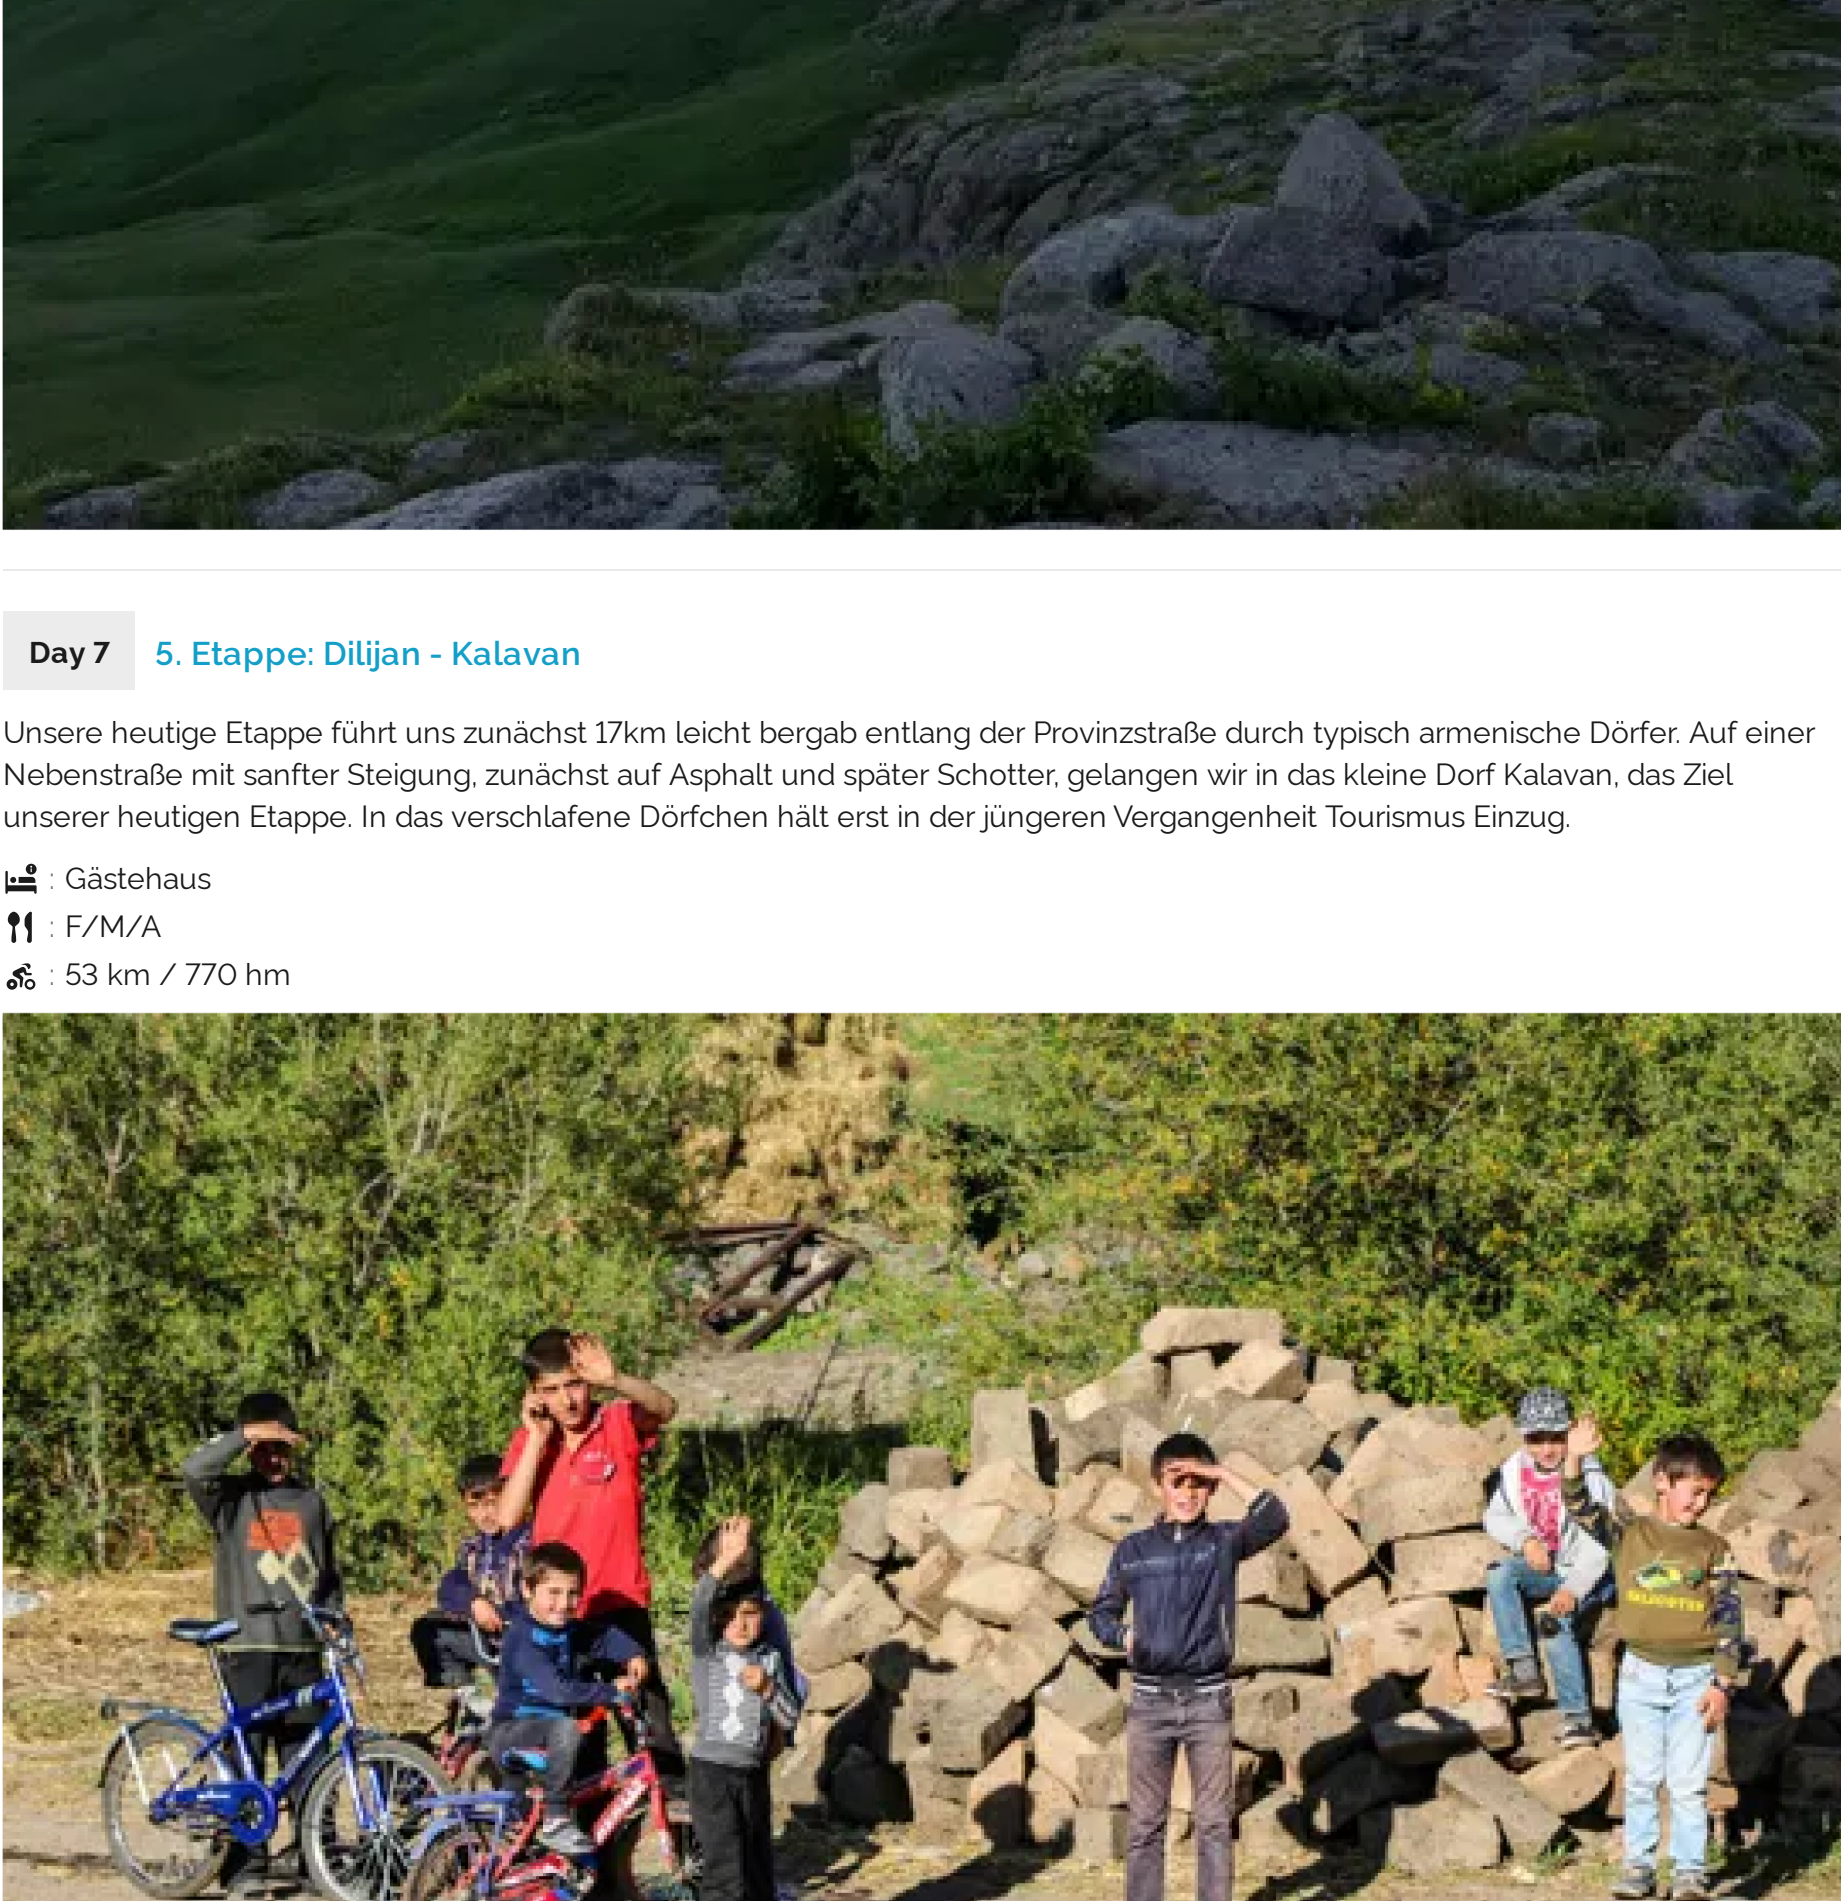 Day 7
5. Etappe: Dilijan - Kalavan
Unsere heutige Etappe führt uns zunächst 17km leicht bergab entlang der Provinzstraße durch typisch armenische Dörfer. Auf einer
Nebenstraße mit sanfter Steigung, zunächst auf Asphalt und später Schotter, gelangen wir in das kleine Dorf Kalavan, das Ziel
unserer heutigen Etappe. In das verschlafene Dörfchen hält erst in der jüngeren Vergangenheit Tourismus Einzug.
: Gästehaus
: F/M/A
: 53 km / 770 hm